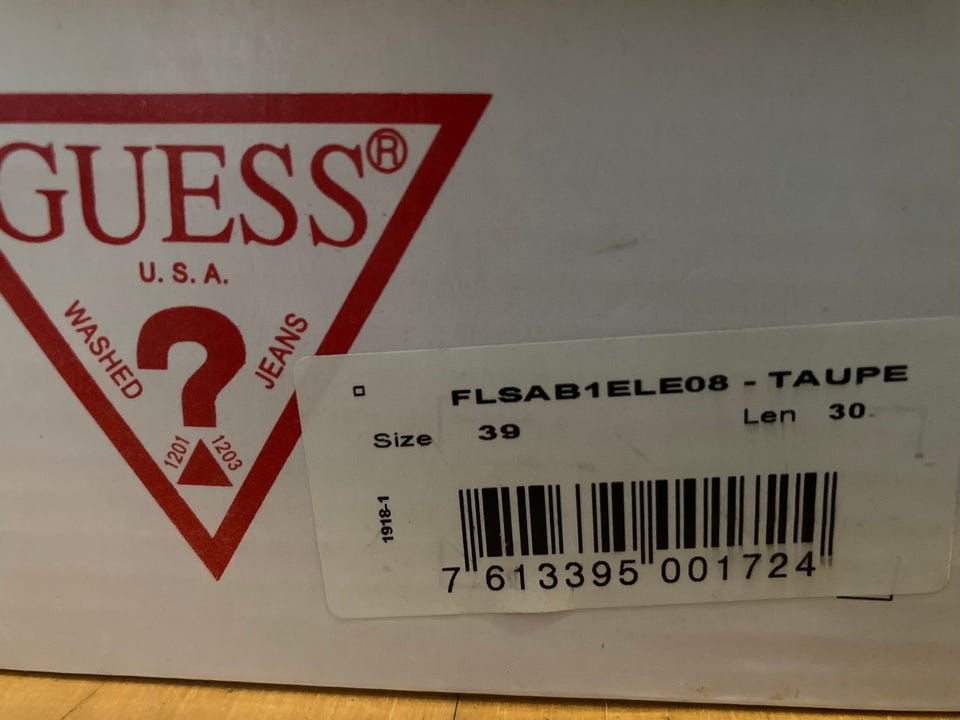 GUESS®
U. S. A.
WASHED
?
JEANS
1201
1203
FLSAB1ELE08 - TAUPE
Size 39
Len 30
1918-1
7 613395 001724